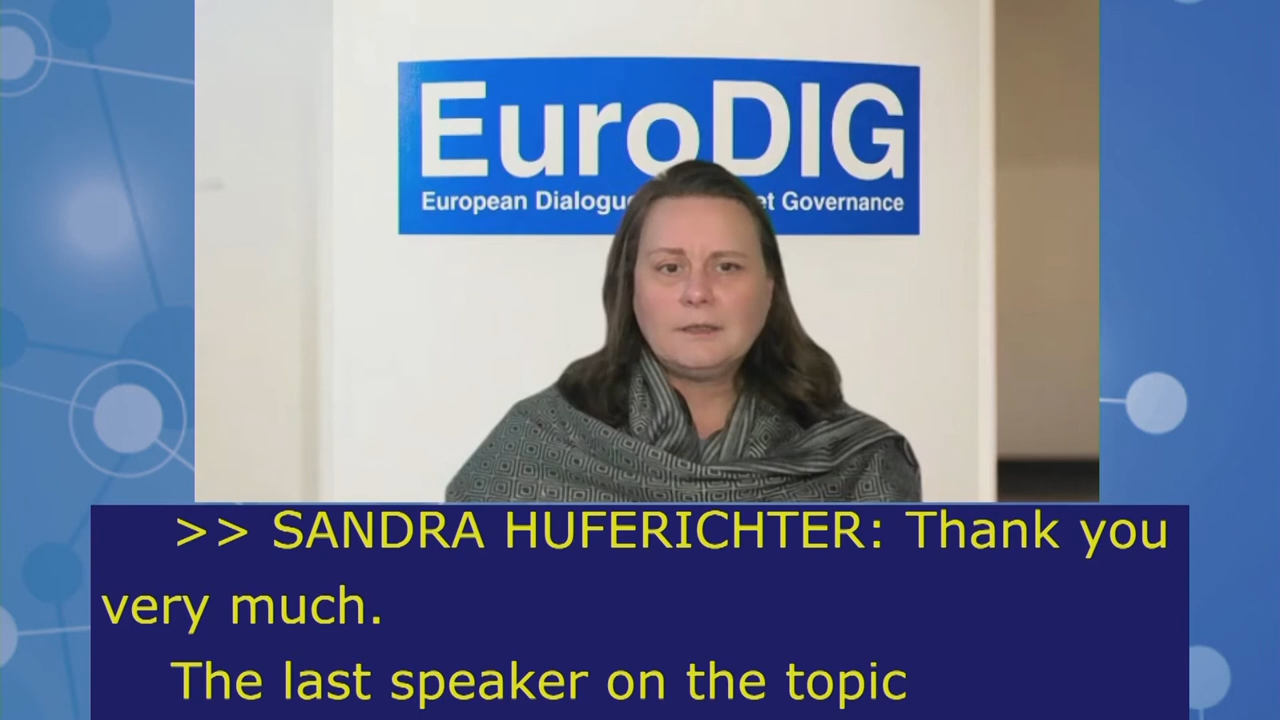 EuroDIG
European Dialogu et Governance
>> SANDRA HUFERICHTER: Thank you
very much.
The last speaker on the topic